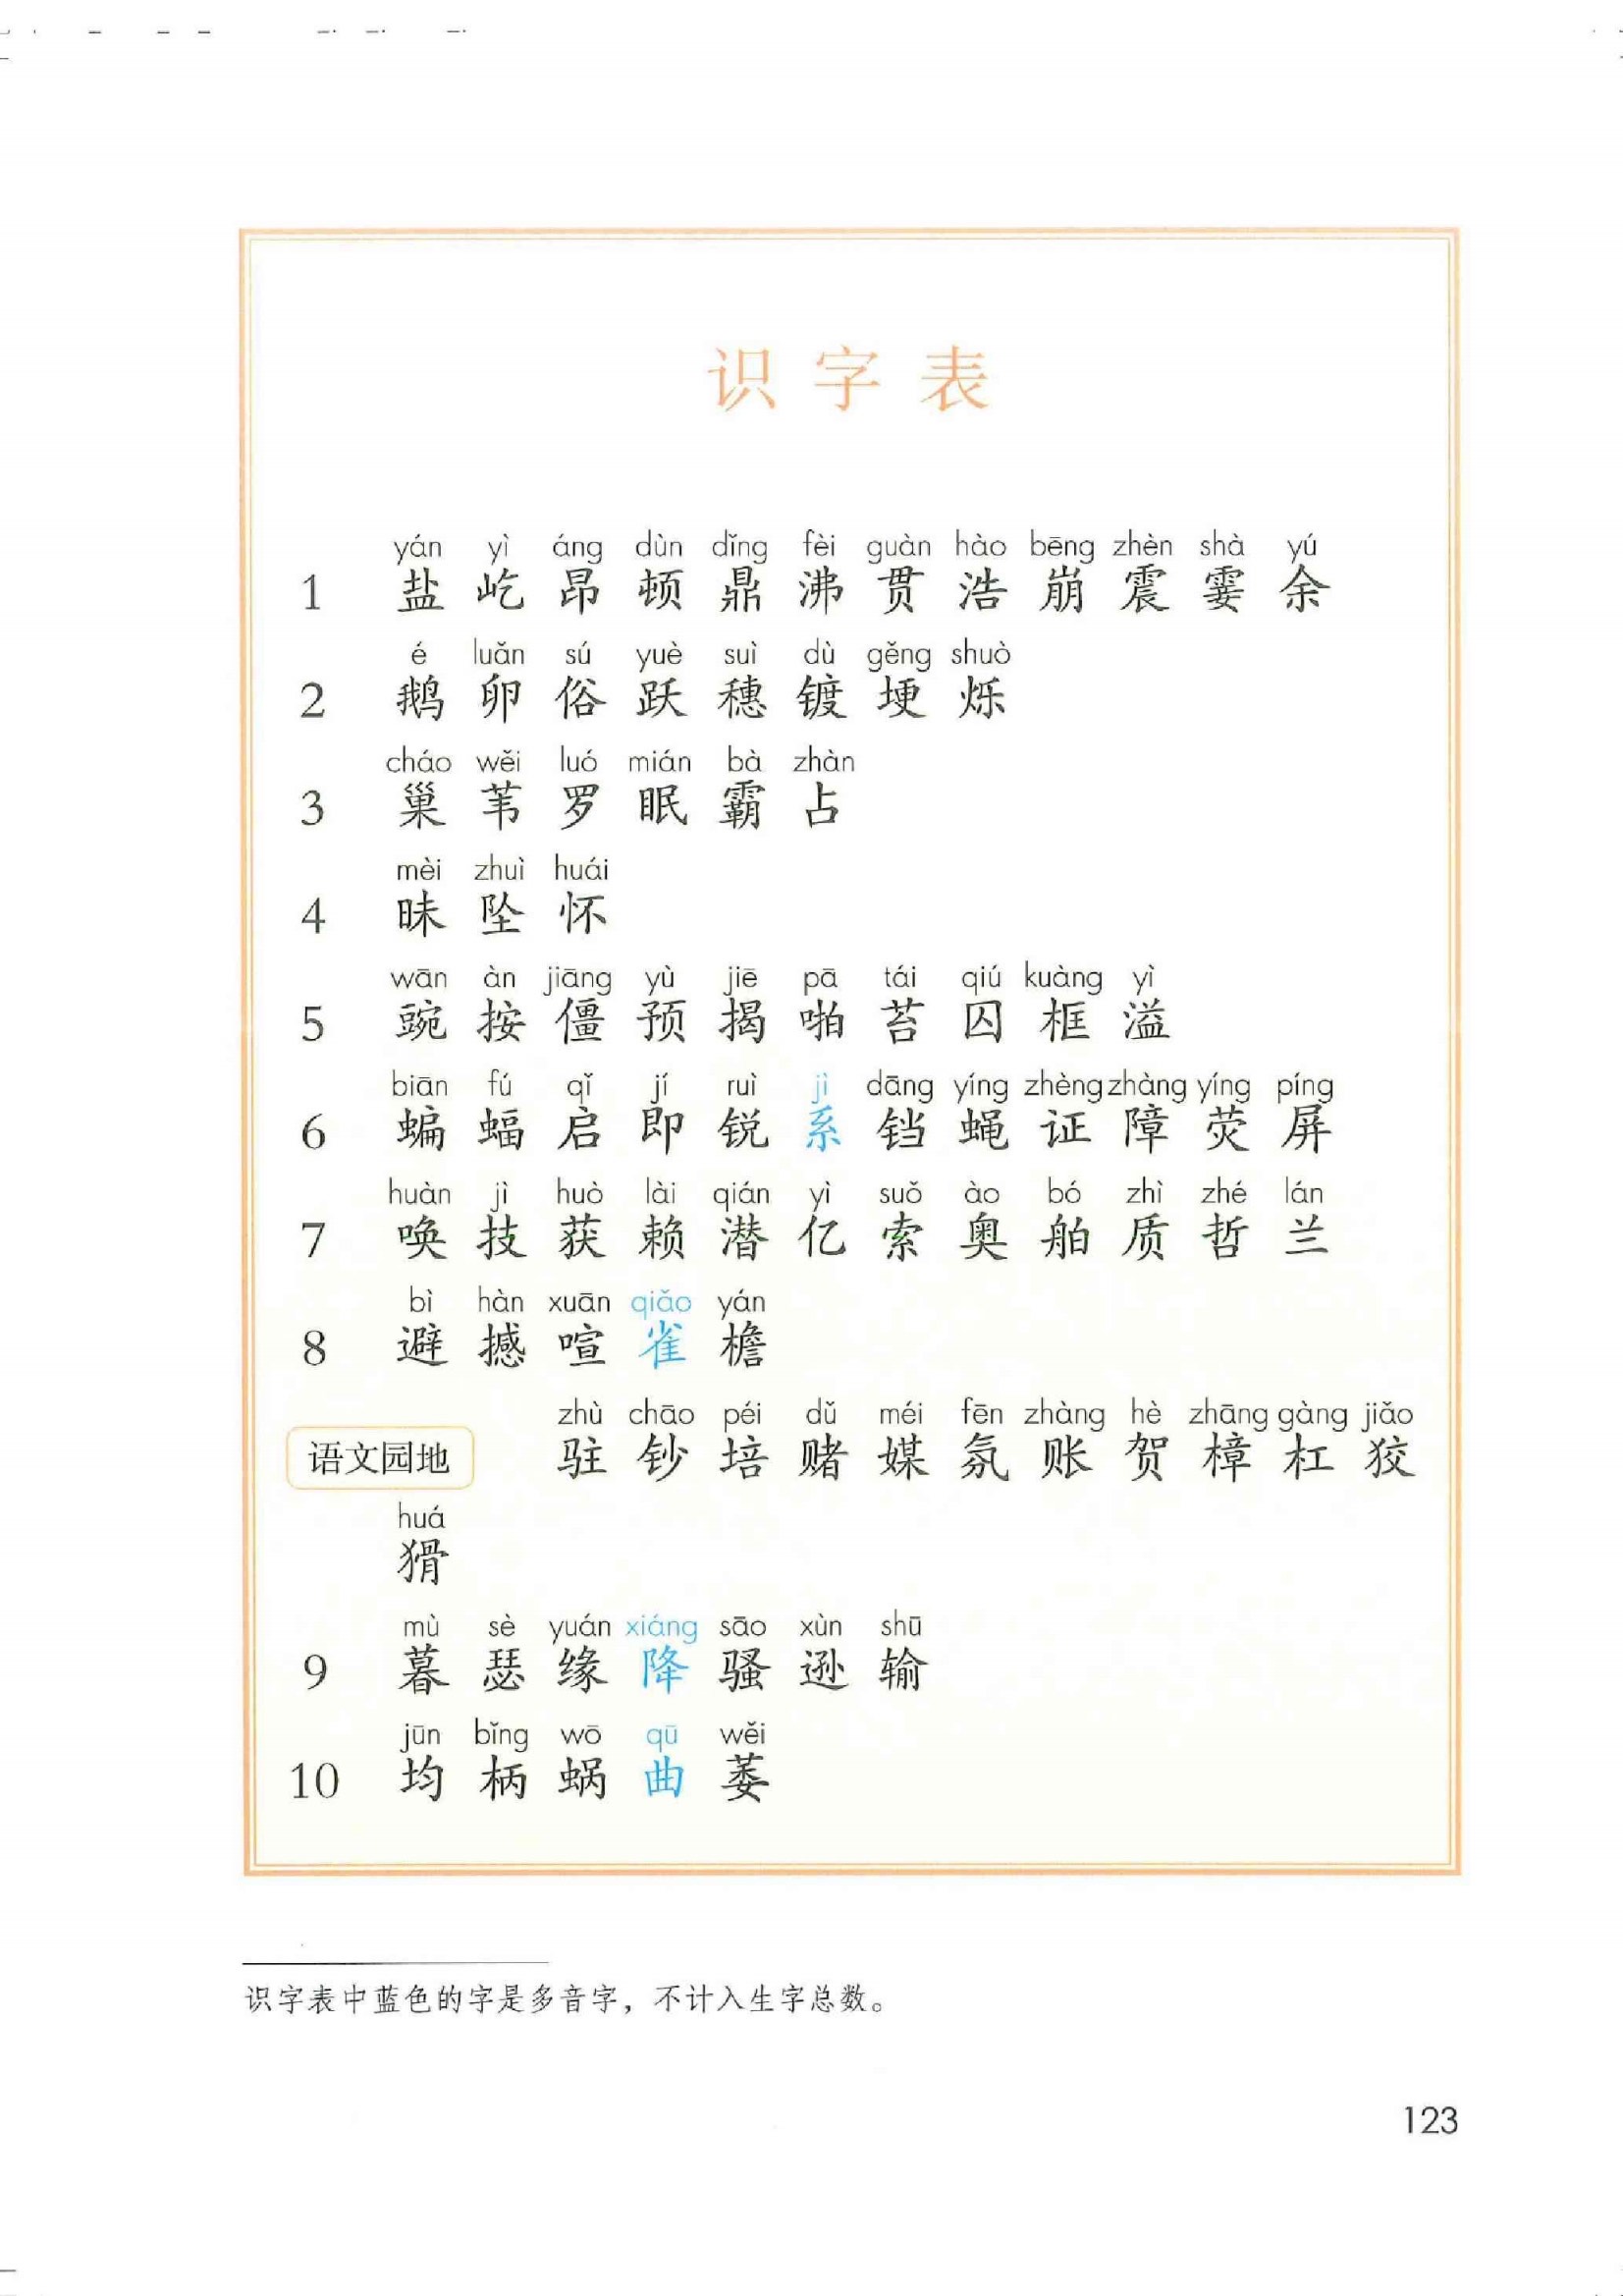 识字表
yán yì áng dùn dǐng fèi guàn hào bēng zhèn shà yú
1 盐 屹 昂 顿 鼎 沸 贯 浩 崩 震 霎 余
é luǎn sú yuè suì dù gěng shuò
2 鹅 卵 俗 跃 穗 镀 埂 烁
cháo wěi luó mián bà zhàn
3 巢 苇 罗 眠 霸 占
mèi zhuì huái
4 昧 坠 怀
wān àn jiāng yù jiē pā tái qiú kuàng yì
5 豌 按 僵 预 揭 啪 苔 囚 框 溢
biān fú qǐ jí ruì jì dāng yíng zhèng zhàng yíng píng
6 蝙 蝠 启 即 锐 系 铛 蝇 证 障 荧 屏
huàn jì huò lài qián yì suǒ ào bó zhì zhé lán
7 唤 技 获 赖 潜 亿 索 奥 舶 质 哲 兰
bì hàn xuān qiǎo yán
8 避 撼 喧 雀 檐
zhù chāo péi dǔ méi fēn zhàng hè zhāng gàng jiǎo
语文园地 驻 钞 培 赌 媒 氛 账 贺 樟 杠 狡
huá
猾
mù sè yuán xiáng sāo xùn shū
9 暮 瑟 缘 降 骚 逊 输
jūn bǐng wō qū wěi
10 均 柄 蜗 曲 萎
识字表中蓝色的字是多音字，不计入生字总数。
123